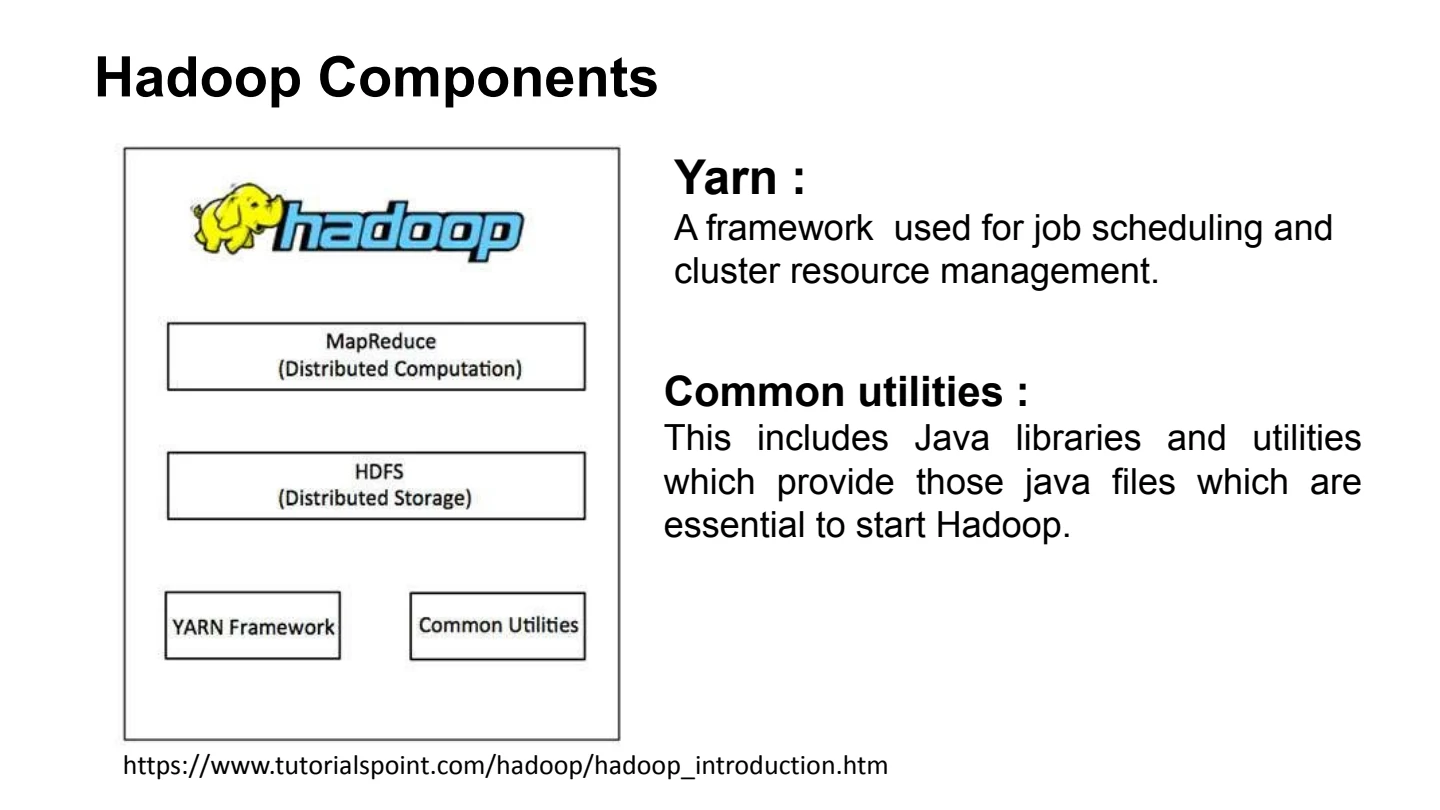 Hadoop Components
hadoop
MapReduce
(Distributed Computation)
HDFS
(Distributed Storage)
YARN Framework
Common Utilities
Yarn :
A framework  used for job scheduling and
cluster resource management.
Common utilities :
This includes Java libraries and utilities
which provide those java files which are
essential to start Hadoop.
https://www.tutorialspoint.com/hadoop/hadoop_introduction.htm